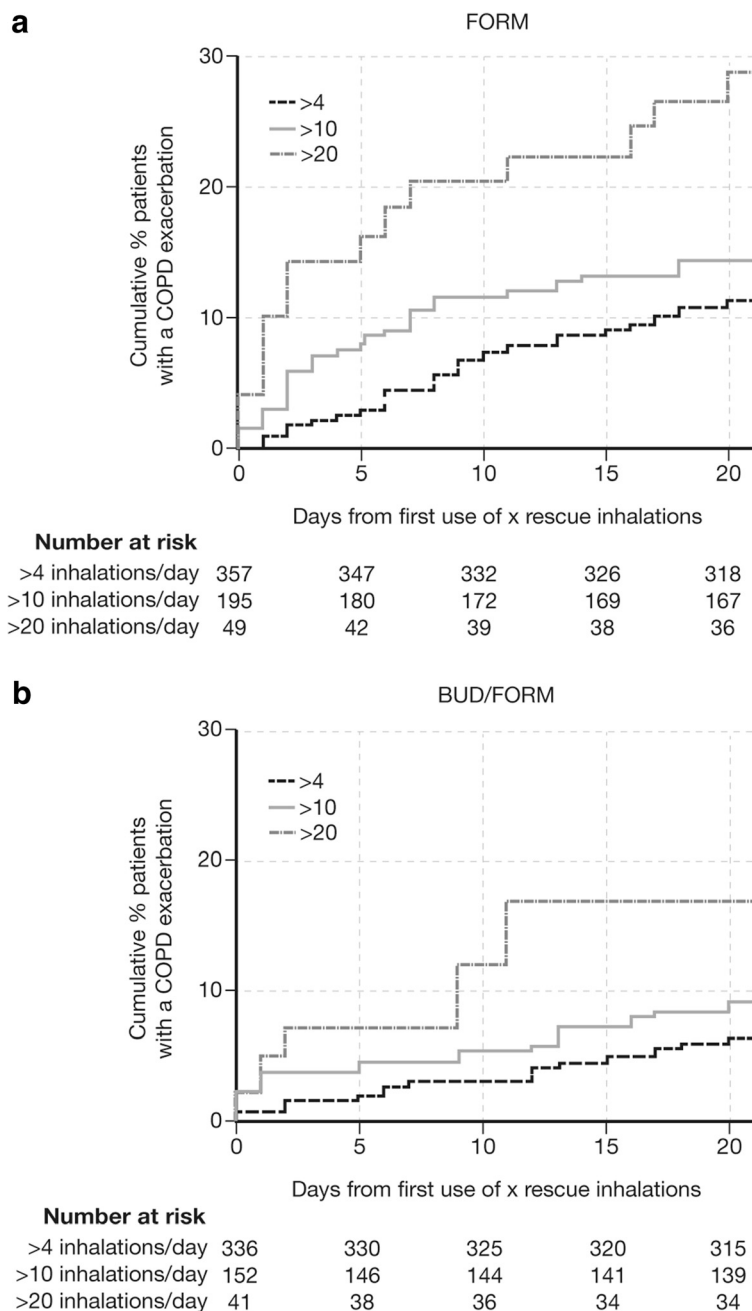 a
FORM
Cumulative % patients
with a COPD exacerbation
30
20
10
0
>4
>10
>20
0 5 10 15 20
Days from first use of x rescue inhalations
Number at risk
>4 inhalations/day 357 347 332 326 318
>10 inhalations/day 195 180 172 169 167
>20 inhalations/day 49 42 39 38 36
b
BUD/FORM
Cumulative % patients
with a COPD exacerbation
30
20
10
0
>4
>10
>20
0 5 10 15 20
Days from first use of x rescue inhalations
Number at risk
>4 inhalations/day 336 330 325 320 315
>10 inhalations/day 152 146 144 141 139
>20 inhalations/day 41 38 36 34 34